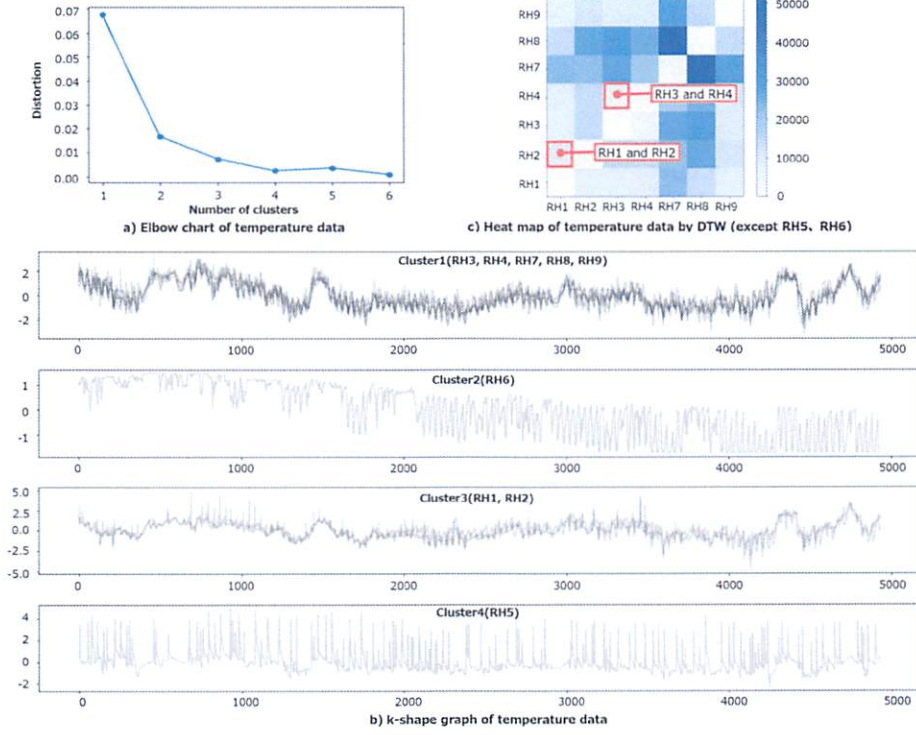 0.07
0.06
0.05
0.04
0.03
0.02
0.01
0.00
Distortion
1 2 3 4 5 6
Number of clusters
a) Elbow chart of temperature data
RH9
RH8
RH7
RH4
RH3
RH2
RH1
RH3 and RH4
RH1 and RH2
RH1 RH2 RH3 RH4 RH7 RH8 RH9
50000
40000
30000
20000
10000
0
c) Heat map of temperature data by DTW (except RH5、RH6)
Cluster1(RH3, RH4, RH7, RH8, RH9)
2
0
-2
0 1000 2000 3000 4000 5000
Cluster2(RH6)
1
0
-1
0 1000 2000 3000 4000 5000
Cluster3(RH1, RH2)
5.0
2.5
0.0
-2.5
-5.0
0 1000 2000 3000 4000 5000
Cluster4(RH5)
4
2
0
-2
0 1000 2000 3000 4000 5000
b) k-shape graph of temperature data